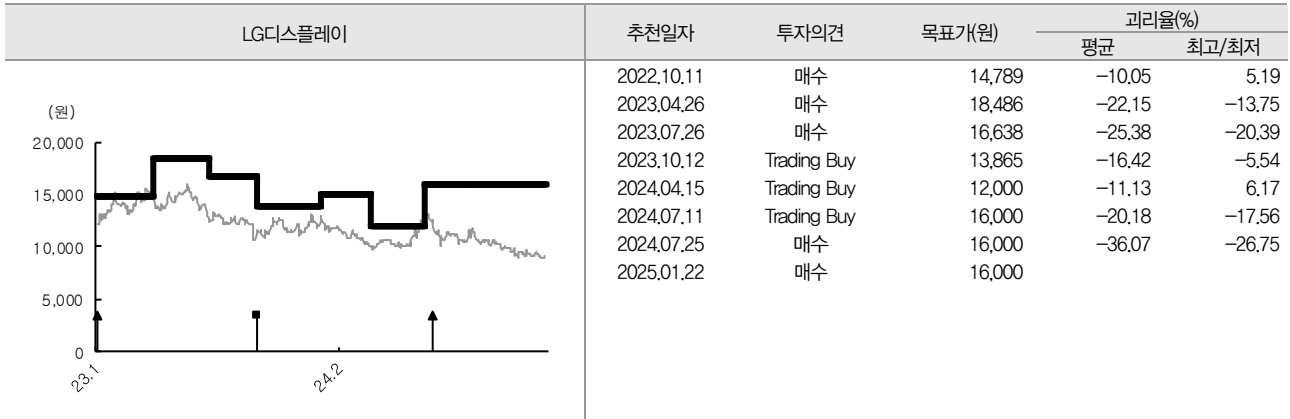 LG디스플레이
추천일자 투자의견 목표가(원) 괴리율(%)
평균 최고/최저
2022.10.11 매수 14,789 -10.05 5.19
2023.04.26 매수 18,486 -22.15 -13.75
2023.07.26 매수 16,638 -25.38 -20.39
2023.10.12 Trading Buy 13,865 -16.42 -5.54
2024.04.15 Trading Buy 12,000 -11.13 6.17
2024.07.11 Trading Buy 16,000 -20.18 -17.56
2024.07.25 매수 16,000 -36.07 -26.75
2025.01.22 매수 16,000
(원)
20,000
15,000
10,000
5,000
0
23.1 24.2